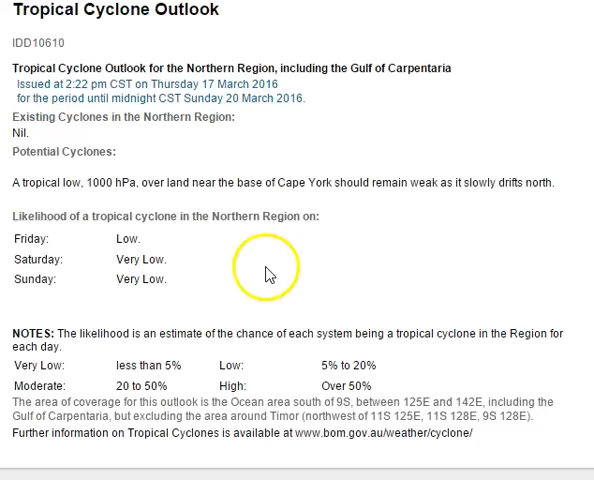 Tropical Cyclone Outlook
IDD10610
Tropical Cyclone Outlook for the Northern Region, including the Gulf of Carpentaria
Issued at 2:22 pm CST on Thursday 17 March 2016
for the period until midnight CST Sunday 20 March 2016.
Existing Cyclones in the Northern Region:
Nil.
Potential Cyclones:
A tropical low, 1000 hPa, over land near the base of Cape York should remain weak as it slowly drifts north.
Likelihood of a tropical cyclone in the Northern Region on:
Friday: Low.
Saturday: Very Low.
Sunday: Very Low.
NOTES: The likelihood is an estimate of the chance of each system being a tropical cyclone in the Region for
each day.
Very Low: less than 5% Low: 5% to 20%
Moderate: 20 to 50% High: Over 50%
The area of coverage for this outlook is the Ocean area south of 9S, between 125E and 142E, including the
Gulf of Carpentaria, but excluding the area around Timor (northwest of 11S 125E, 11S 128E, 9S 128E).
Further information on Tropical Cyclones is available at www.bom.gov.au/weather/cyclone/